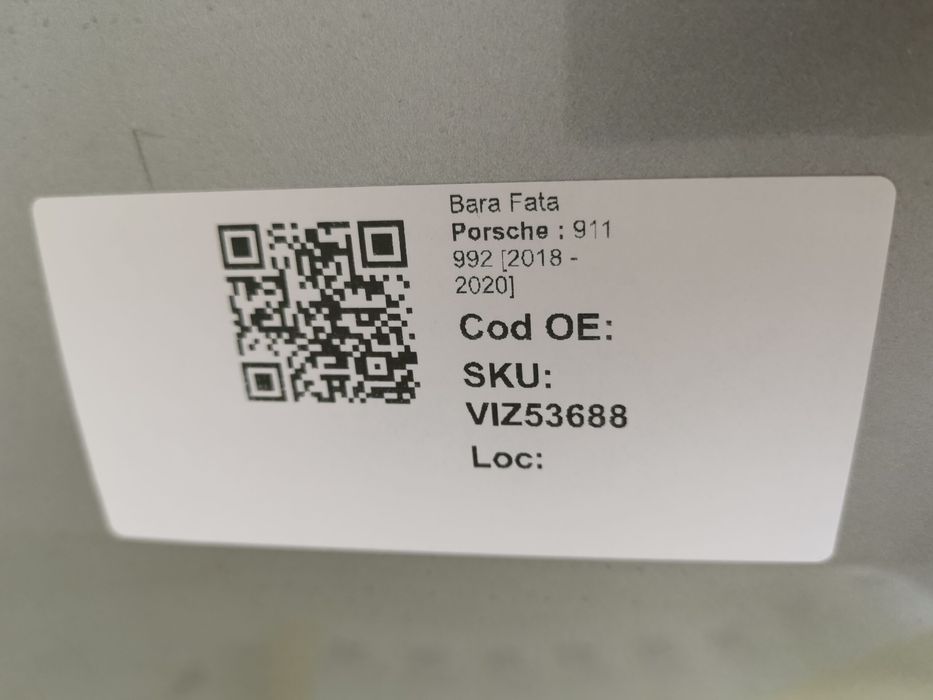 Bara Fata
Porsche : 911
992 [2018 -
2020]
Cod OE:
SKU:
VIZ53688
Loc: